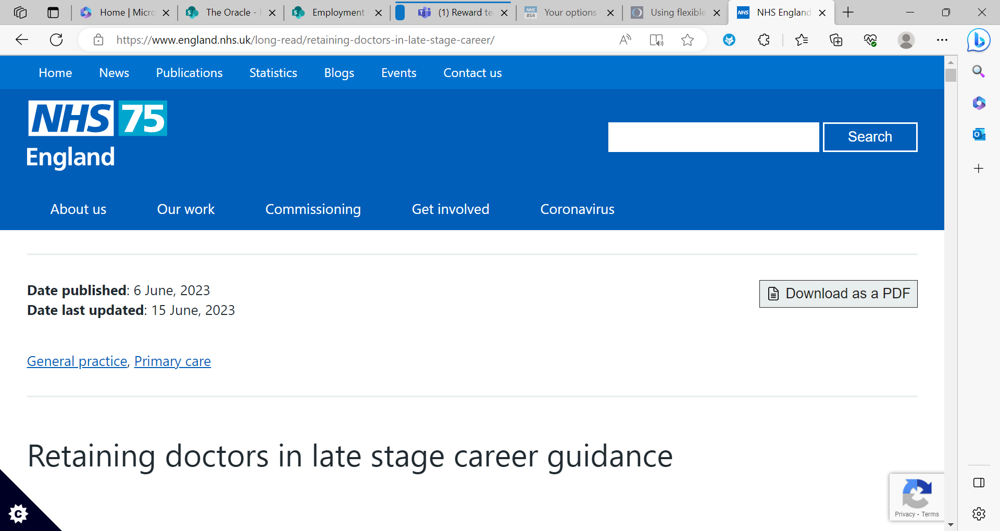 Home | Micro
The Oracle -
Employment
(1) Reward te
Your options
Using flexible
NHS England
https://www.england.nhs.uk/long-read/retaining-doctors-in-late-stage-career/
Home News Publications Statistics Blogs Events Contact us
NHS 75
England
Search
About us Our work Commissioning Get involved Coronavirus
Date published: 6 June, 2023
Download as a PDF
Date last updated: 15 June, 2023
General practice, Primary care
Retaining doctors in late stage career guidance
Privacy - Terms